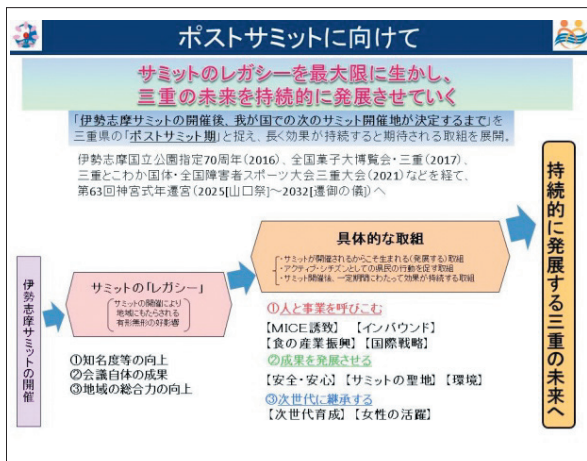 ポストサミットに向けて
サミットのレガシーを最大限に生かし、
三重の未来を持続的に発展させていく
「伊勢志摩サミットの開催後、我が国での次のサミット開催地が決定するまで」を
三重県の「ポストサミット期」と捉え、長く効果が持続すると期待される取組を展開。
伊勢志摩国立公園指定70周年(2016)、全国菓子大博覧会・三重(2017)、
三重とこわか国体・全国障害者スポーツ大会三重大会(2021)などを経て、
第63回神宮式年遷宮(2025[山口祭]~2032[遷御の儀])へ
伊勢志摩サミットの開催
サミットの「レガシー」
サミットの開催により
地域にもたらされる
有形無形の好影響
①知名度等の向上
②会議自体の成果
③地域の総合力の向上
具体的な取組
・サミットが開催されるからこそ生まれる(発展する)取組
・アクティブ・シチズンとしての県民の行動を促す取組
・サミット開催後、一定期間にわたって効果が持続する取組
①人と事業を呼びこむ
【MICE誘致】 【インバウンド】
【食の産業振興】【国際戦略】
②成果を発展させる
【安全・安心】【サミットの聖地】【環境】
③次世代に継承する
【次世代育成】【女性の活躍】
持続的に発展する三重の未来へ